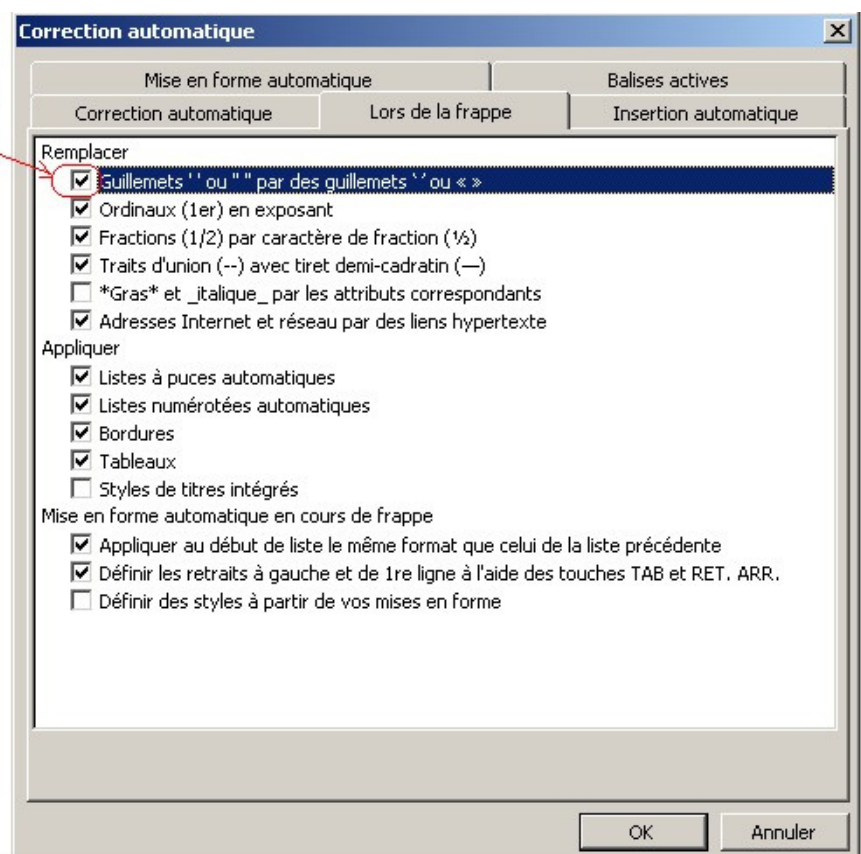 Correction automatique
Mise en forme automatique
Balises actives
Correction automatique
Lors de la frappe
Insertion automatique
Remplacer
Guillemets ' ' ou " " par des guillemets ‘ ’ ou « »
Ordinaux (1er) en exposant
Fractions (1/2) par caractère de fraction (½)
Traits d'union (--) avec tiret demi-cadratin (—)
*Gras* et _italique_ par les attributs correspondants
Adresses Internet et réseau par des liens hypertexte
Appliquer
Listes à puces automatiques
Listes numérotées automatiques
Bordures
Tableaux
Styles de titres intégrés
Mise en forme automatique en cours de frappe
Appliquer au début de liste le même format que celui de la liste précédente
Définir les retraits à gauche et de 1re ligne à l'aide des touches TAB et RET. ARR.
Définir des styles à partir de vos mises en forme
OK
Annuler